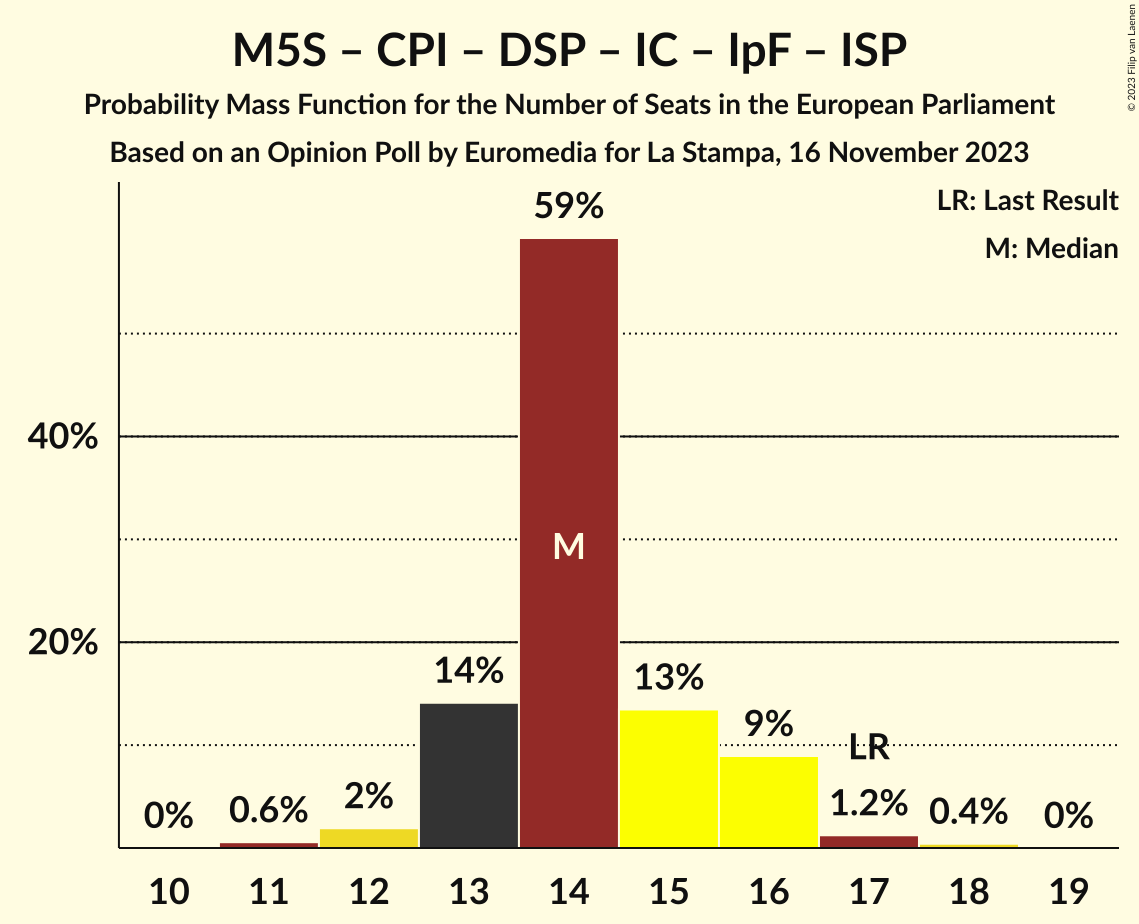 M5S – CPI – DSP – IC – IpF – ISP
Probability Mass Function for the Number of Seats in the European Parliament
Based on an Opinion Poll by Euromedia for La Stampa, 16 November 2023
© 2023 Filip van Laenen
LR: Last Result
M: Median
59%
40%
M
20%
14%
13%
9%
LR
0%
0.6%
2%
1.2%
0.4%
0%
10 11 12 13 14 15 16 17 18 19